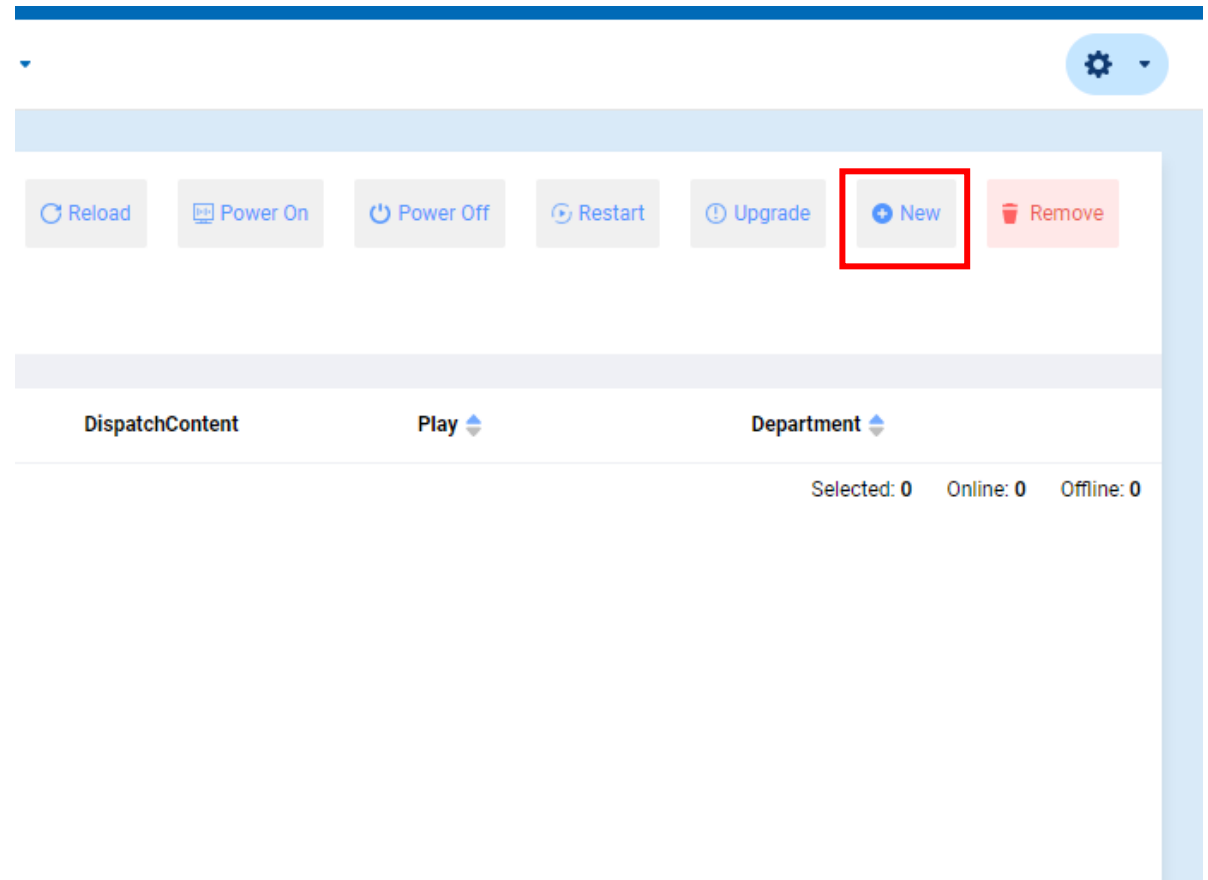 Reload Power On Power Off Restart Upgrade New Remove
DispatchContent Play Department
Selected: 0 Online: 0 Offline: 0